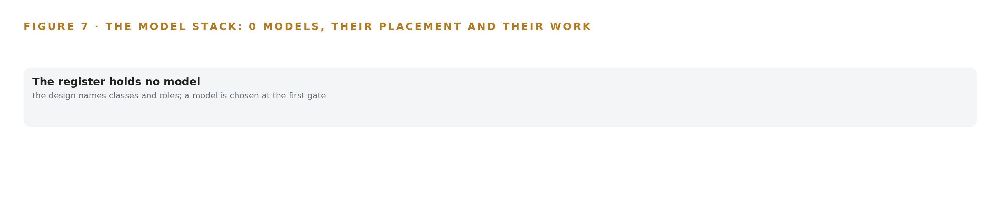 FIGURE 7 · THE MODEL STACK: 0 MODELS, THEIR PLACEMENT AND THEIR WORK
The register holds no model
the design names classes and roles; a model is chosen at the first gate